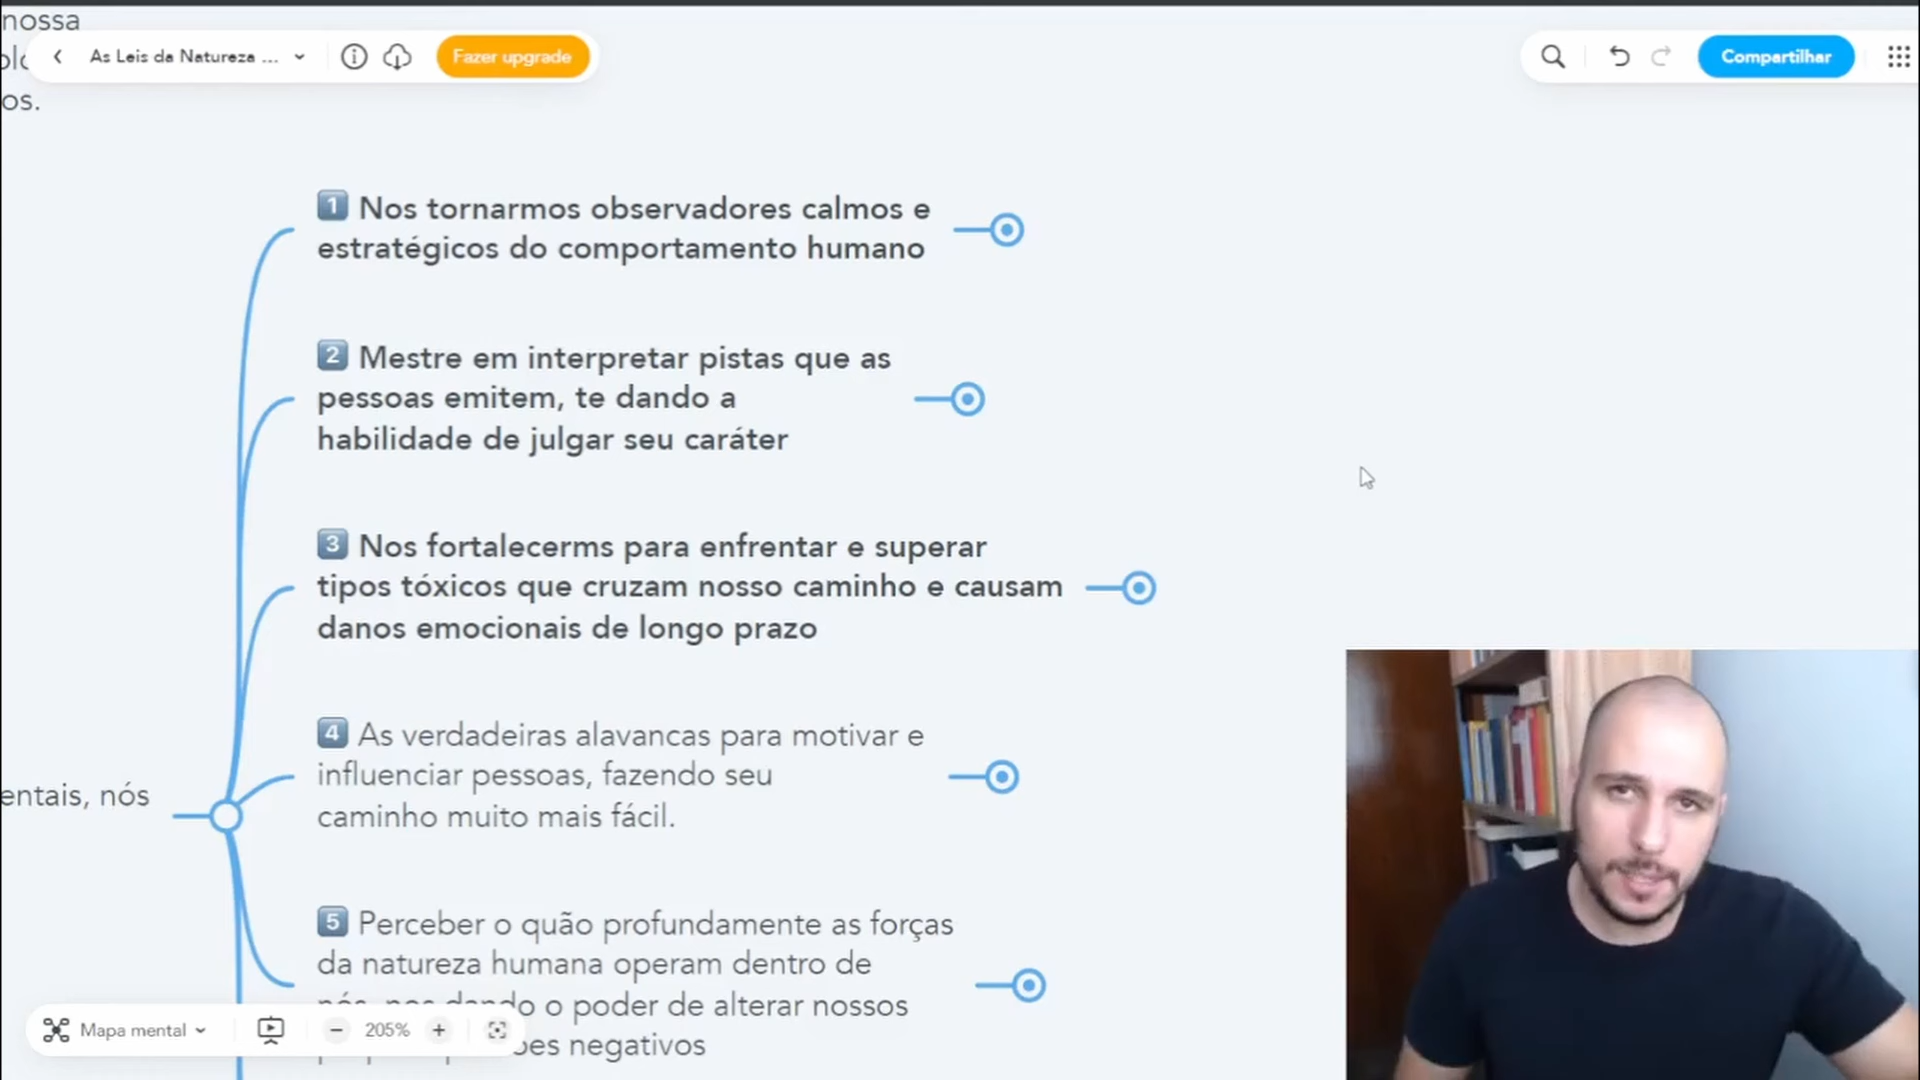 nossa
os.
As Leis da Natureza ...
Fazer upgrade
Compartilhar
1 Nos tornarmos observadores calmos e
estratégicos do comportamento humano
2 Mestre em interpretar pistas que as
pessoas emitem, te dando a
habilidade de julgar seu caráter
3 Nos fortalecerms para enfrentar e superar
tipos tóxicos que cruzam nosso caminho e causam
danos emocionais de longo prazo
4 As verdadeiras alavancas para motivar e
influenciar pessoas, fazendo seu
caminho muito mais fácil.
entais, nós
5 Perceber o quão profundamente as forças
da natureza humana operam dentro de
nós, nos dando o poder de alterar nossos
ões negativos
Mapa mental
205%